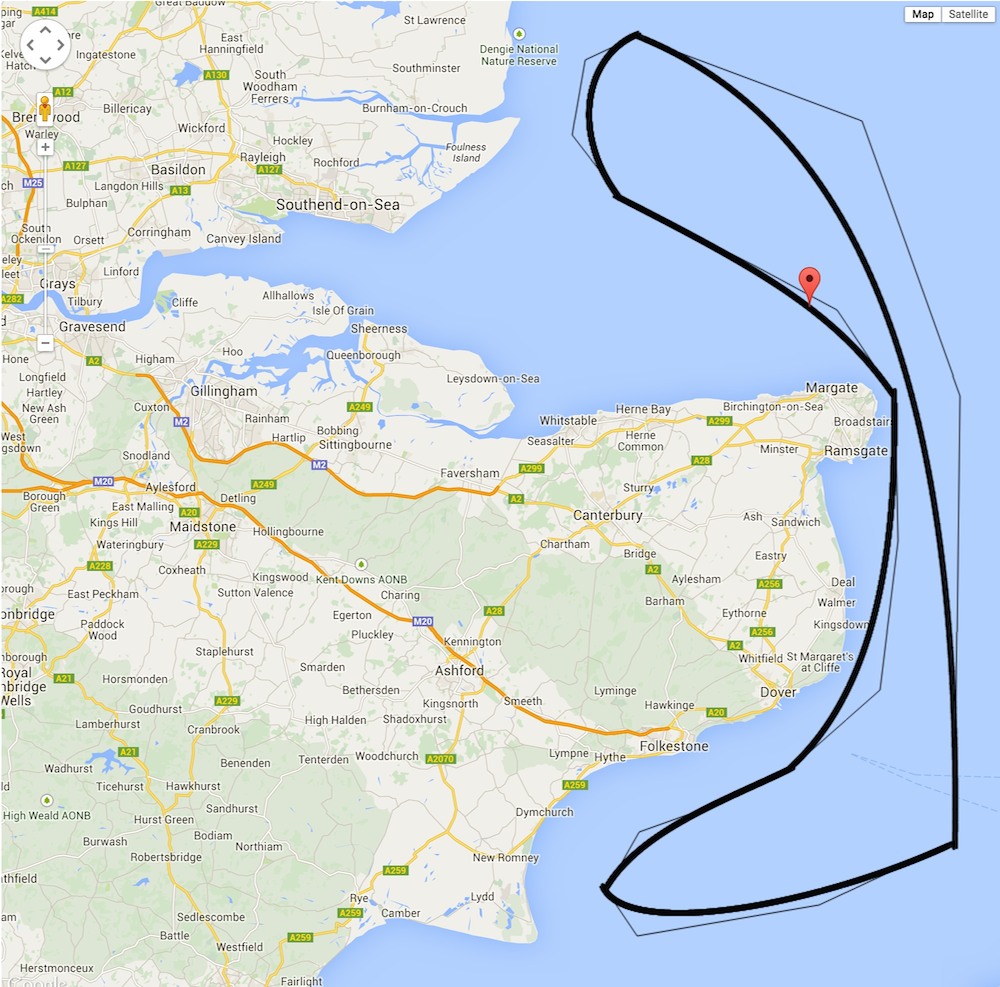 A414
Great Baddow
St Lawrence
Map
Satellite
Ingatestone
East
Hanningfield
Dengie National
Nature Reserve
A12
A130
South
Woodham
Ferrers
Southminster
Billericay
Burnham-on-Crouch
Warley
Wickford
Hockley
Foulness
Island
A127
Rayleigh
Rochford
Basildon
A127
M25
Langdon Hills
A13
Bulphan
Southend-on-Sea
South
Ockendon
Orsett
Corringham
Canvey Island
Linford
Grays
A282
Tilbury
Cliffe
Allhallows
Isle Of Grain
Gravesend
Sheerness
Hoo
Queenborough
A2
Higham
Longfield
Hartley
Leysdown-on-Sea
Gillingham
New Ash
Green
Cuxton
A249
Margate
Herne Bay
Birchington-on-Sea
M2
Rainham
Whitstable
A299
Broadstairs
Bobbing
Hartlip
Sittingbourne
Seasalter
Herne
Common
Minster
Ramsgate
Snodland
M2
A28
A299
M20
Aylesford
A249
Faversham
Sturry
Borough
Green
Detling
A2
East Malling
A20
Canterbury
Ash
Sandwich
Kings Hill
Maidstone
Hollingbourne
Wateringbury
A229
Chartham
Bridge
Eastry
A228
Coxheath
Kingswood
Kent Downs AONB
A2
Aylesham
A256
Deal
East Peckham
Sutton Valence
Charing
Barham
Walmer
A28
Eythorne
Kingsdown
Paddock
Wood
Egerton
M20
Pluckley
A256
Staplehurst
Kennington
A2
Whitfield
St Margaret's
at Cliffe
Smarden
Ashford
A21
Horsmonden
Bethersden
Lyminge
Dover
A229
Kingsnorth
Smeeth
Hawkinge
Goudhurst
High Halden
Shadoxhurst
A20
Lamberhurst
Cranbrook
Folkestone
A21
Woodchurch
Lympne
Hythe
Benenden
Tenterden
A2070
Wadhurst
Ticehurst
Hawkhurst
A259
High Weald AONB
Sandhurst
Dymchurch
Hurst Green
Bodiam
Burwash
Northiam
Robertsbridge
New Romney
A259
Rye
Lydd
A259
Camber
Sedlescombe
Battle
A259
Westfield
Herstmonceux
Fairlight